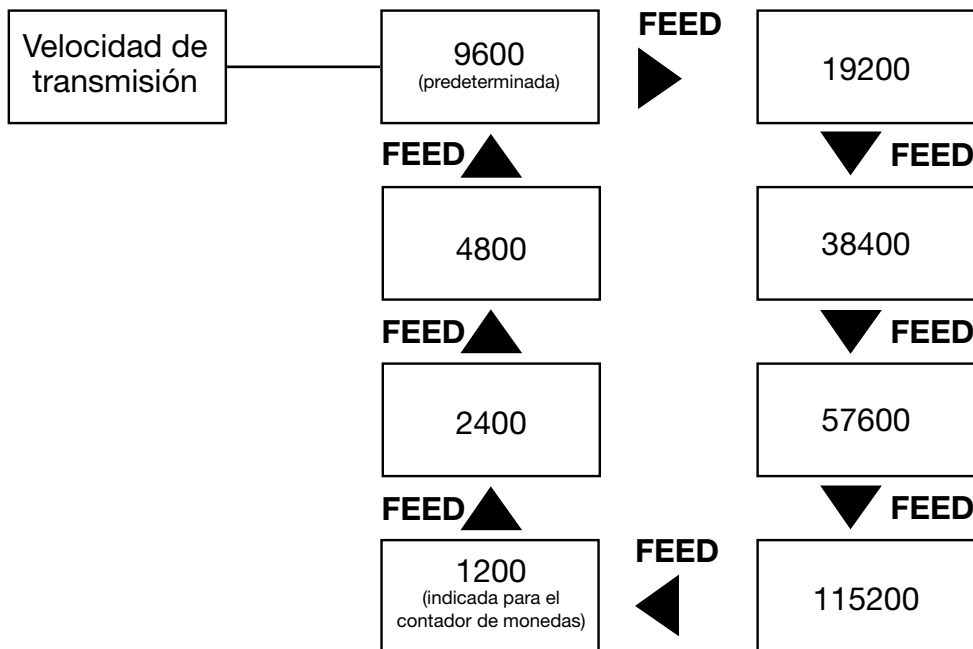 Velocidad de
transmisión
9600
(predeterminada)
FEED
19200
FEED
38400
FEED
57600
FEED
115200
FEED
1200
(indicada para el
contador de monedas)
FEED
2400
FEED
4800
FEED